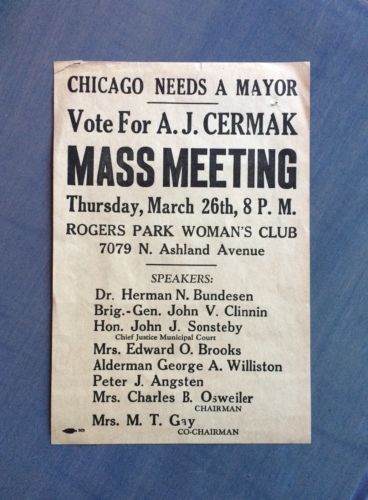 CHICAGO NEEDS A MAYOR
Vote For A. J. CERMAK
MASS MEETING
Thursday, March 26th, 8 P. M.
ROGERS PARK WOMAN'S CLUB
7079 N. Ashland Avenue
SPEAKERS:
Dr. Herman N. Bundesen
Brig.-Gen. John V. Clinnin
Hon. John J. Sonsteby
Chief Justice Municipal Court
Mrs. Edward O. Brooks
Alderman George A. Williston
Peter J. Angsten
Mrs. Charles B. Osweiler
CHAIRMAN
Mrs. M. T. Gay
CO-CHAIRMAN